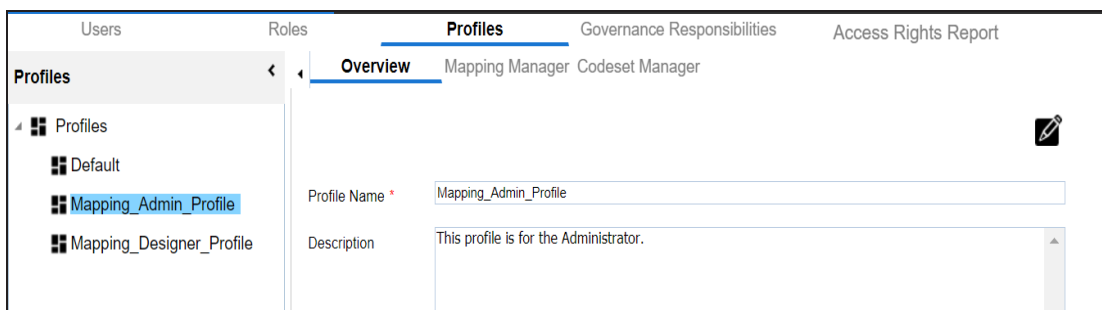 Users Roles Profiles Governance Responsibilities Access Rights Report
Profiles
Overview Mapping Manager Codeset Manager
Profiles
Default
Mapping_Admin_Profile
Mapping_Designer_Profile
Profile Name * Mapping_Admin_Profile
Description This profile is for the Administrator.